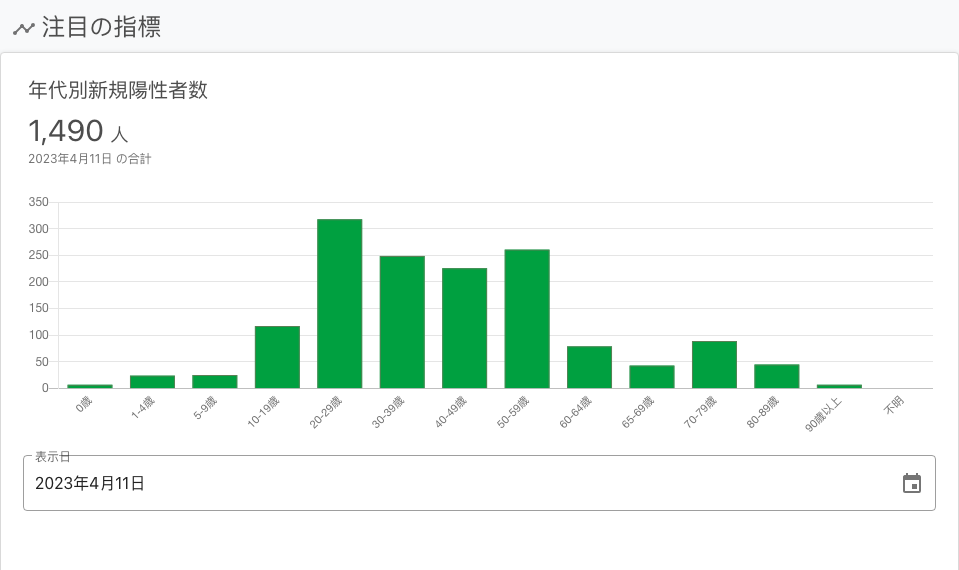 注目の指標
年代別新規陽性者数
1,490 人
2023年4月11日 の合計
350
300
250
200
150
100
50
0
0歳
1-4歳
5-9歳
10-19歳
20-29歳
30-39歳
40-49歳
50-59歳
60-64歳
65-69歳
70-79歳
80-89歳
90歳以上
不明
表示日
2023年4月11日